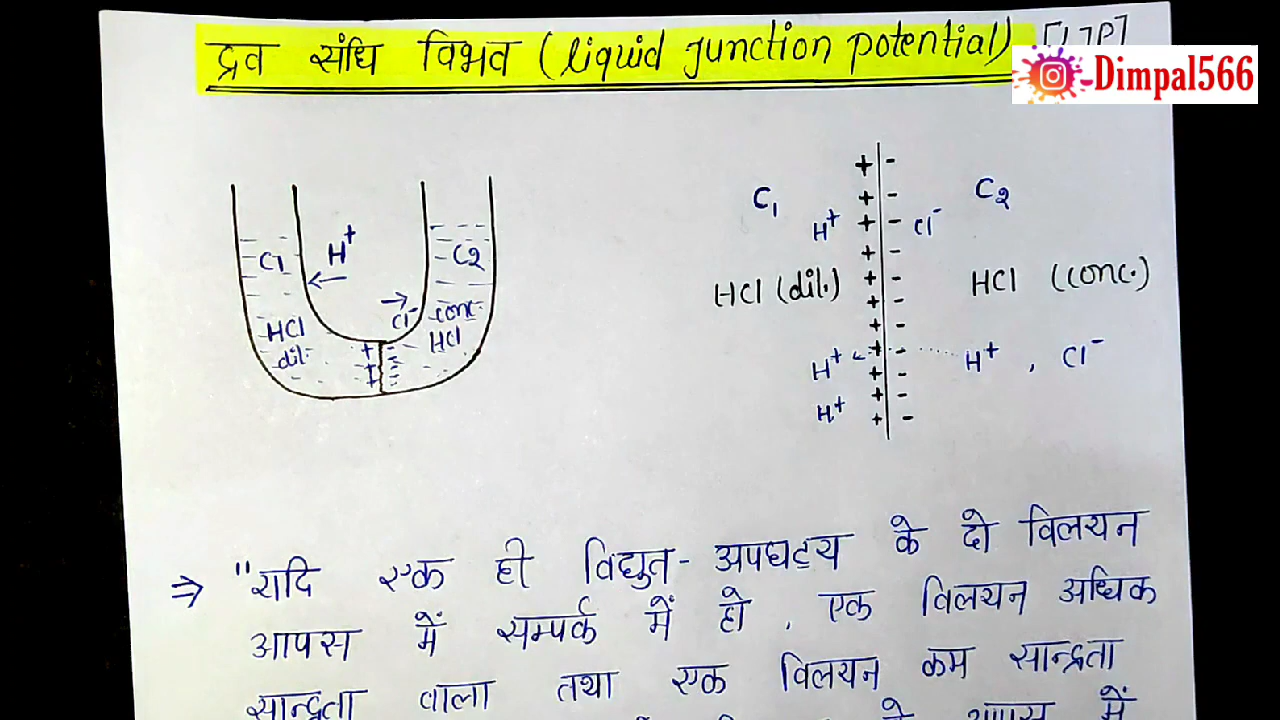 द्रव संधि विभव (liquid Junction potential) [LJP]
-Dimpal566
C1
H+
C2
Cl-
HCl
dil.
conc.
HCl
+
+
+
C1
C2
H+
Cl-
HCl (dil.)
HCl (conc.)
H+
H+ , Cl-
H+
⇒ "यदि एक ही विद्युत-अपघट्य के दो विलयन
आपस में सम्पर्क में हो, एक विलयन अधिक
सान्द्रता वाला तथा एक विलयन कम सान्द्रता
आपस में